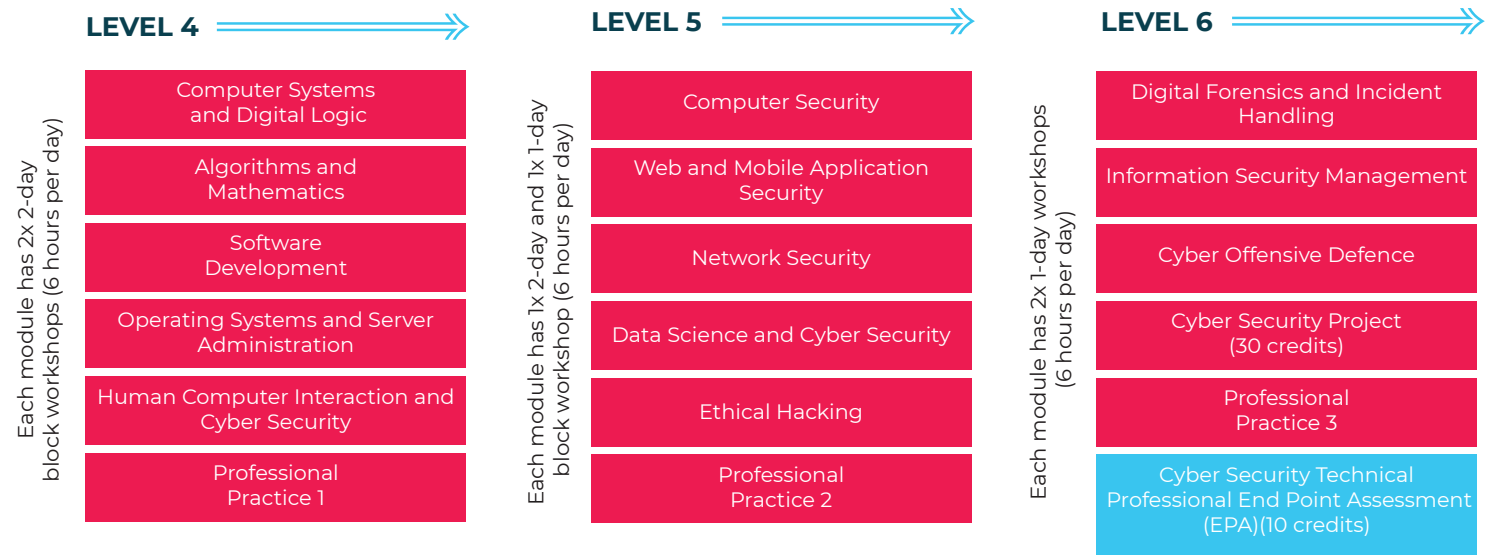 LEVEL 4
Each module has 2x 2-day
block workshops (6 hours per day)
Computer Systems
and Digital Logic
Algorithms and
Mathematics
Software
Development
Operating Systems and Server
Administration
Human Computer Interaction and
Cyber Security
Professional
Practice 1
LEVEL 5
Each module has 1x 2-day and 1x 1-day
block workshop (6 hours per day)
Computer Security
Web and Mobile Application
Security
Network Security
Data Science and Cyber Security
Ethical Hacking
Professional
Practice 2
LEVEL 6
Each module has 2x 1-day workshops
(6 hours per day)
Digital Forensics and Incident
Handling
Information Security Management
Cyber Offensive Defence
Cyber Security Project
(30 credits)
Professional
Practice 3
Cyber Security Technical
Professional End Point Assessment
(EPA)(10 credits)